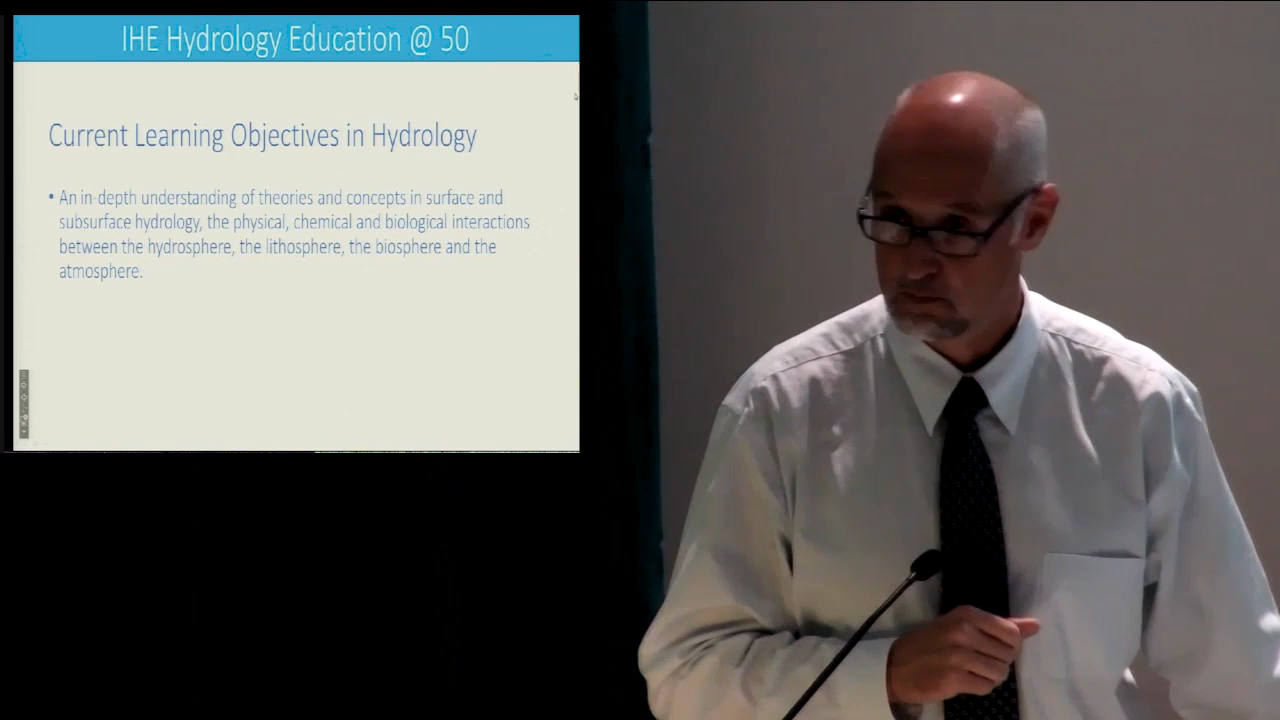 IHE Hydrology Education @ 50
Current Learning Objectives in Hydrology
• An in-depth understanding of theories and concepts in surface and
subsurface hydrology, the physical, chemical and biological interactions
between the hydrosphere, the lithosphere, the biosphere and the
atmosphere.